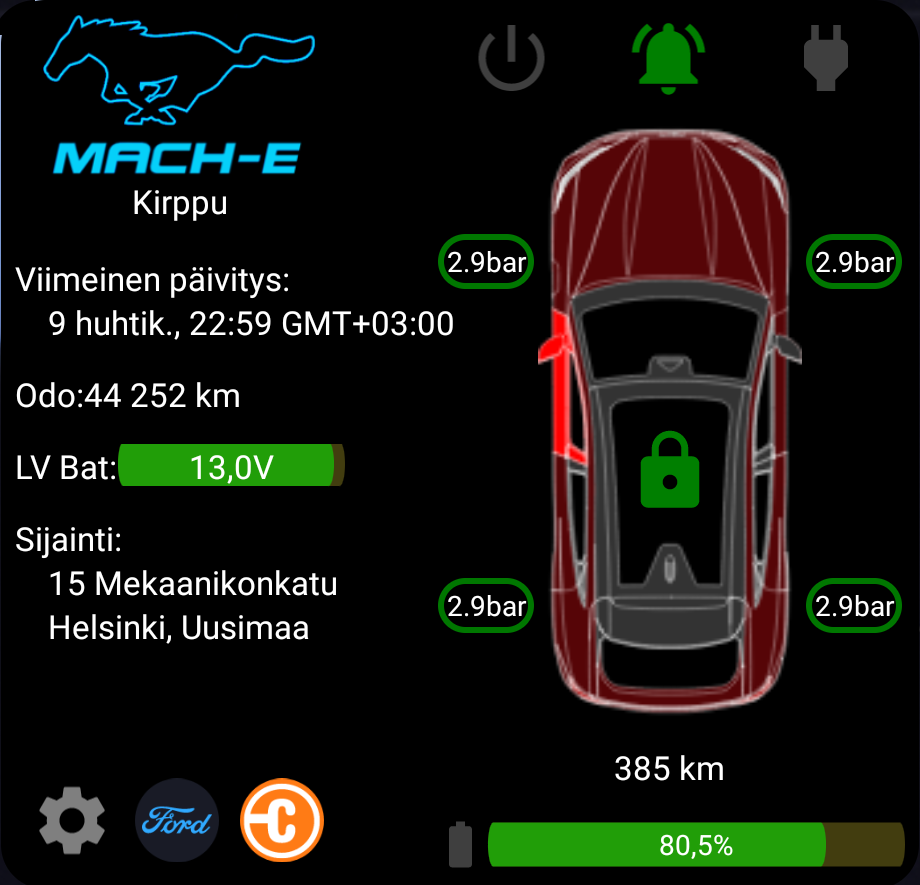 MACH-E
Kirppu
Viimeinen päivitys:
9 huhtik., 22:59 GMT+03:00
Odo:44 252 km
LV Bat: 13,0V
Sijainti:
15 Mekaanikonkatu
Helsinki, Uusimaa
2.9bar
2.9bar
2.9bar
2.9bar
385 km
Ford
C
80,5%